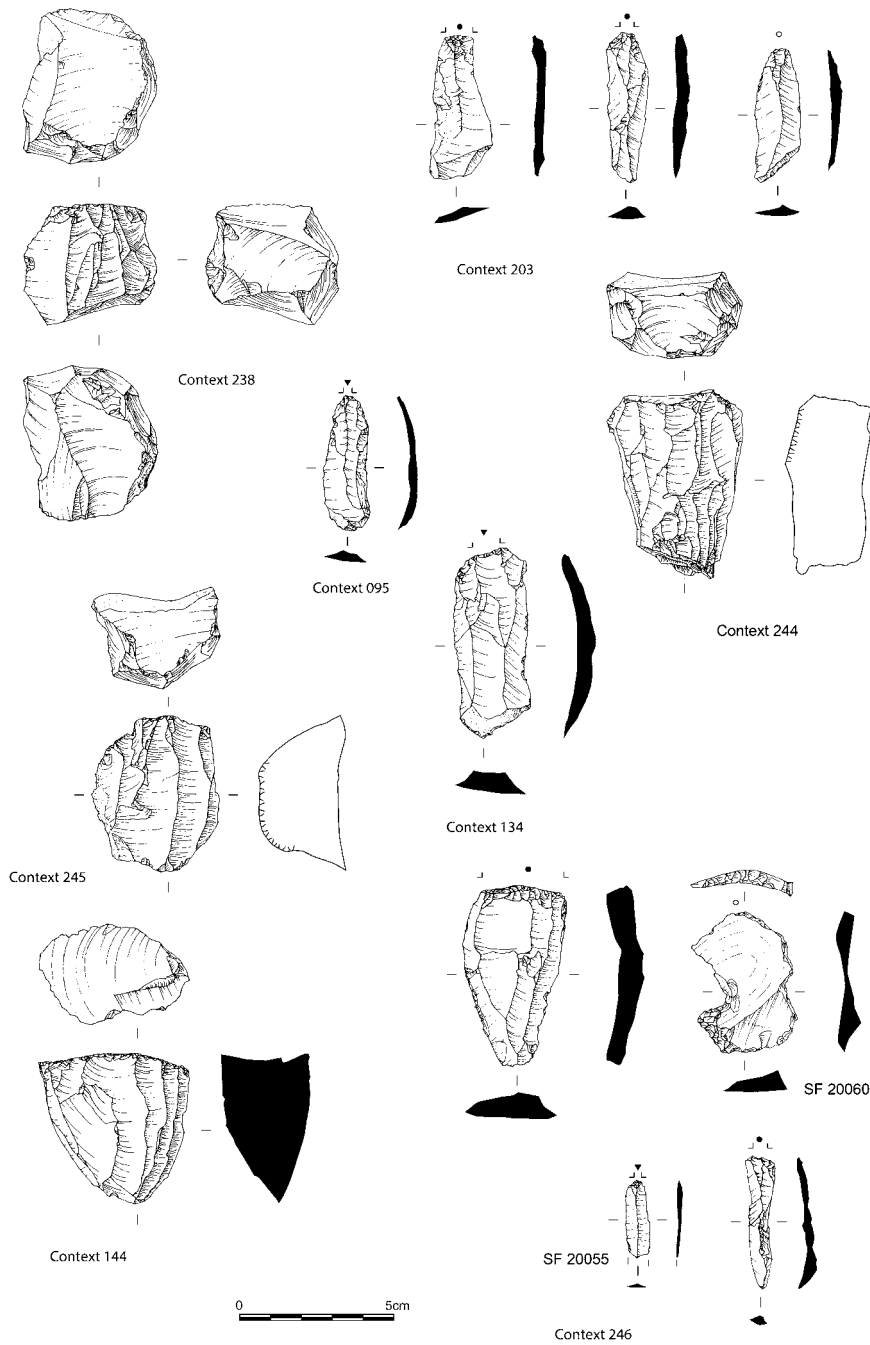 Context 203
Context 238
Context 095
Context 244
Context 134
Context 245
SF 20060
Context 144
SF 20055
0 5cm
Context 246